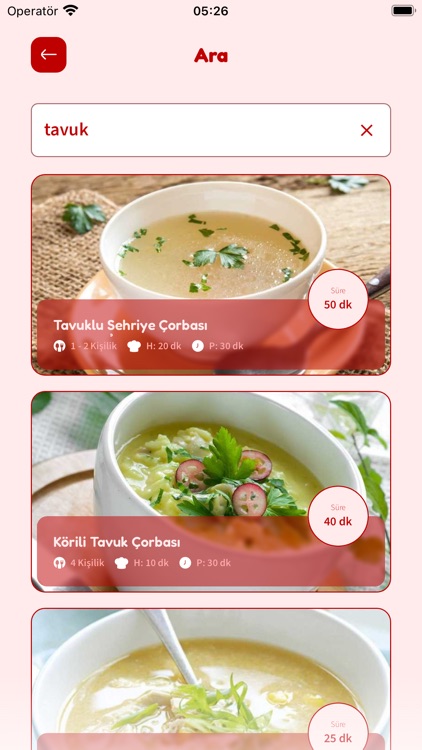 Operatör 05:26
Ara
tavuk
Süre
50 dk
Tavuklu Şehriye Çorbası
1 - 2 Kişilik H: 20 dk P: 30 dk
Süre
40 dk
Körili Tavuk Çorbası
4 Kişilik H: 10 dk P: 30 dk
Süre
25 dk